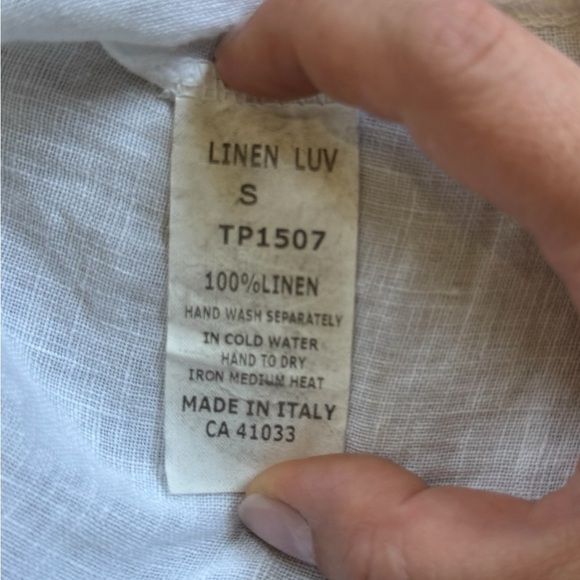 LINEN LUV
S
TP1507
100%LINEN
HAND WASH SEPARATELY
IN COLD WATER
HAND TO DRY
IRON MEDIUM HEAT
MADE IN ITALY
CA 41033